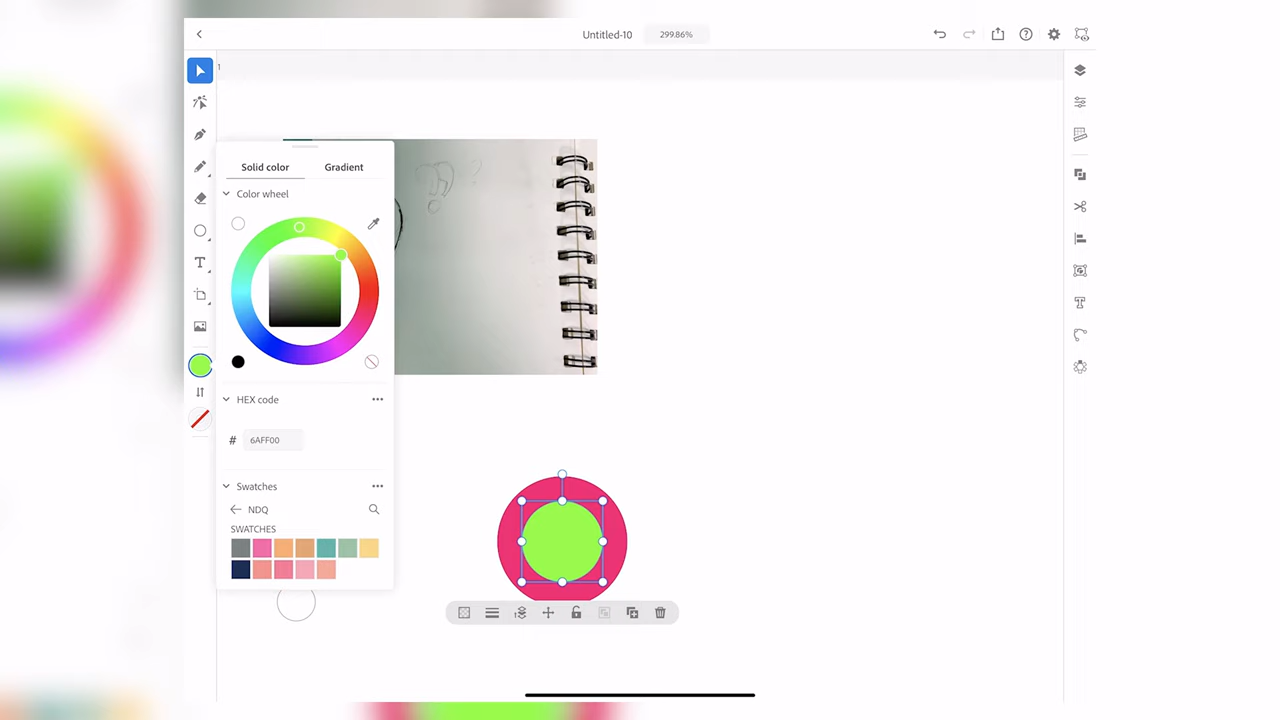 Untitled-10
299.86%
1
Solid color
Gradient
Color wheel
HEX code
# 6AFF00
Swatches
NDQ
SWATCHES